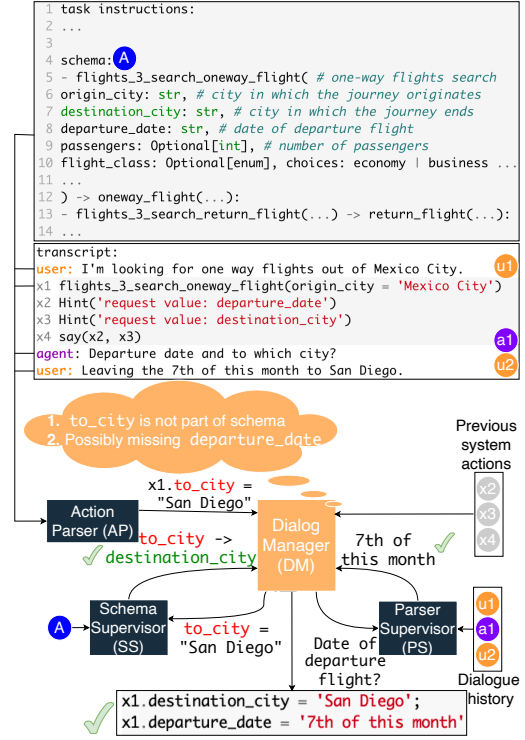 1 task instructions:
2 ...
3
4 schema: A
5 - flights_3_search_oneway_flight( # one-way flights search
6 origin_city: str, # city in which the journey originates
7 destination_city: str, # city in which the journey ends
8 departure_date: str, # date of departure flight
9 passengers: Optional[int], # number of passengers
10 flight_class: Optional[enum], choices: economy | business ...
11 ...
12 ) -> oneway_flight(...):
13 - flights_3_search_return_flight(...) -> return_flight(...):
14 ...
transcript:
user: I'm looking for one way flights out of Mexico City. u1
x1 flights_3_search_oneway_flight(origin_city = 'Mexico City')
x2 Hint('request value: departure_date')
x3 Hint('request value: destination_city')
x4 say(x2, x3)
a1
agent: Departure date and to which city?
user: Leaving the 7th of this month to San Diego. u2
1. to_city is not part of schema
2. Possibly missing departure_date
Previous
system
actions
x2
x3
x4
x1.to_city =
"San Diego"
Action
Parser (AP)
Dialog
Manager
(DM)
to_city ->
destination_city
7th of
this month
A
Schema
Supervisor
(SS)
to_city =
"San Diego"
Parser
Supervisor
(PS)
u1
a1
u2
Date of
departure
flight?
Dialogue
history
x1.destination_city = 'San Diego';
x1.departure_date = '7th of this month'